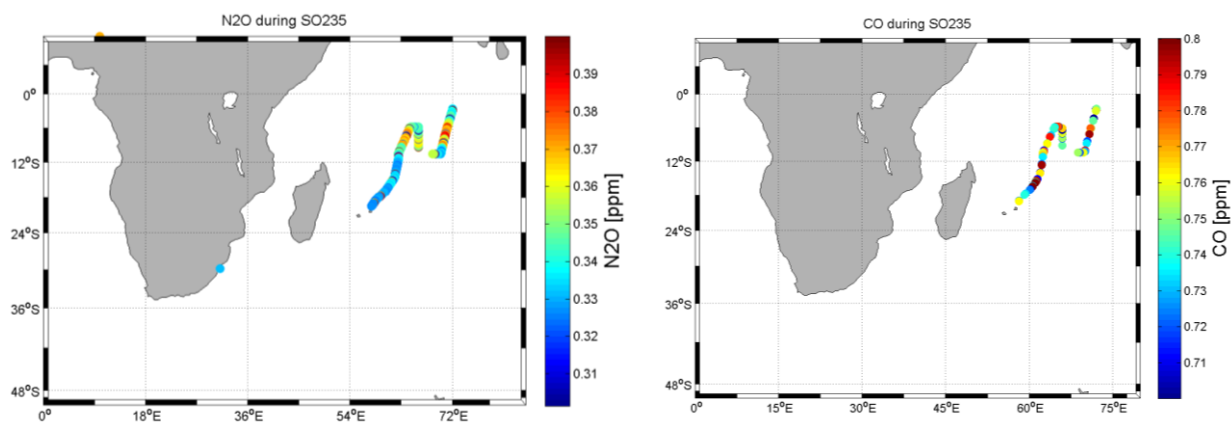 N2O during SO235
0°
12°S
24°S
36°S
48°S
0° 18°E 36°E 54°E 72°E
0.39
0.38
0.37
0.36
0.35
0.34
0.33
0.32
0.31
N2O [ppm]
CO during SO235
0°
12°S
24°S
36°S
48°S
0° 15°E 30°E 45°E 60°E 75°E
0.8
0.79
0.78
0.77
0.76
0.75
0.74
0.73
0.72
0.71
CO [ppm]